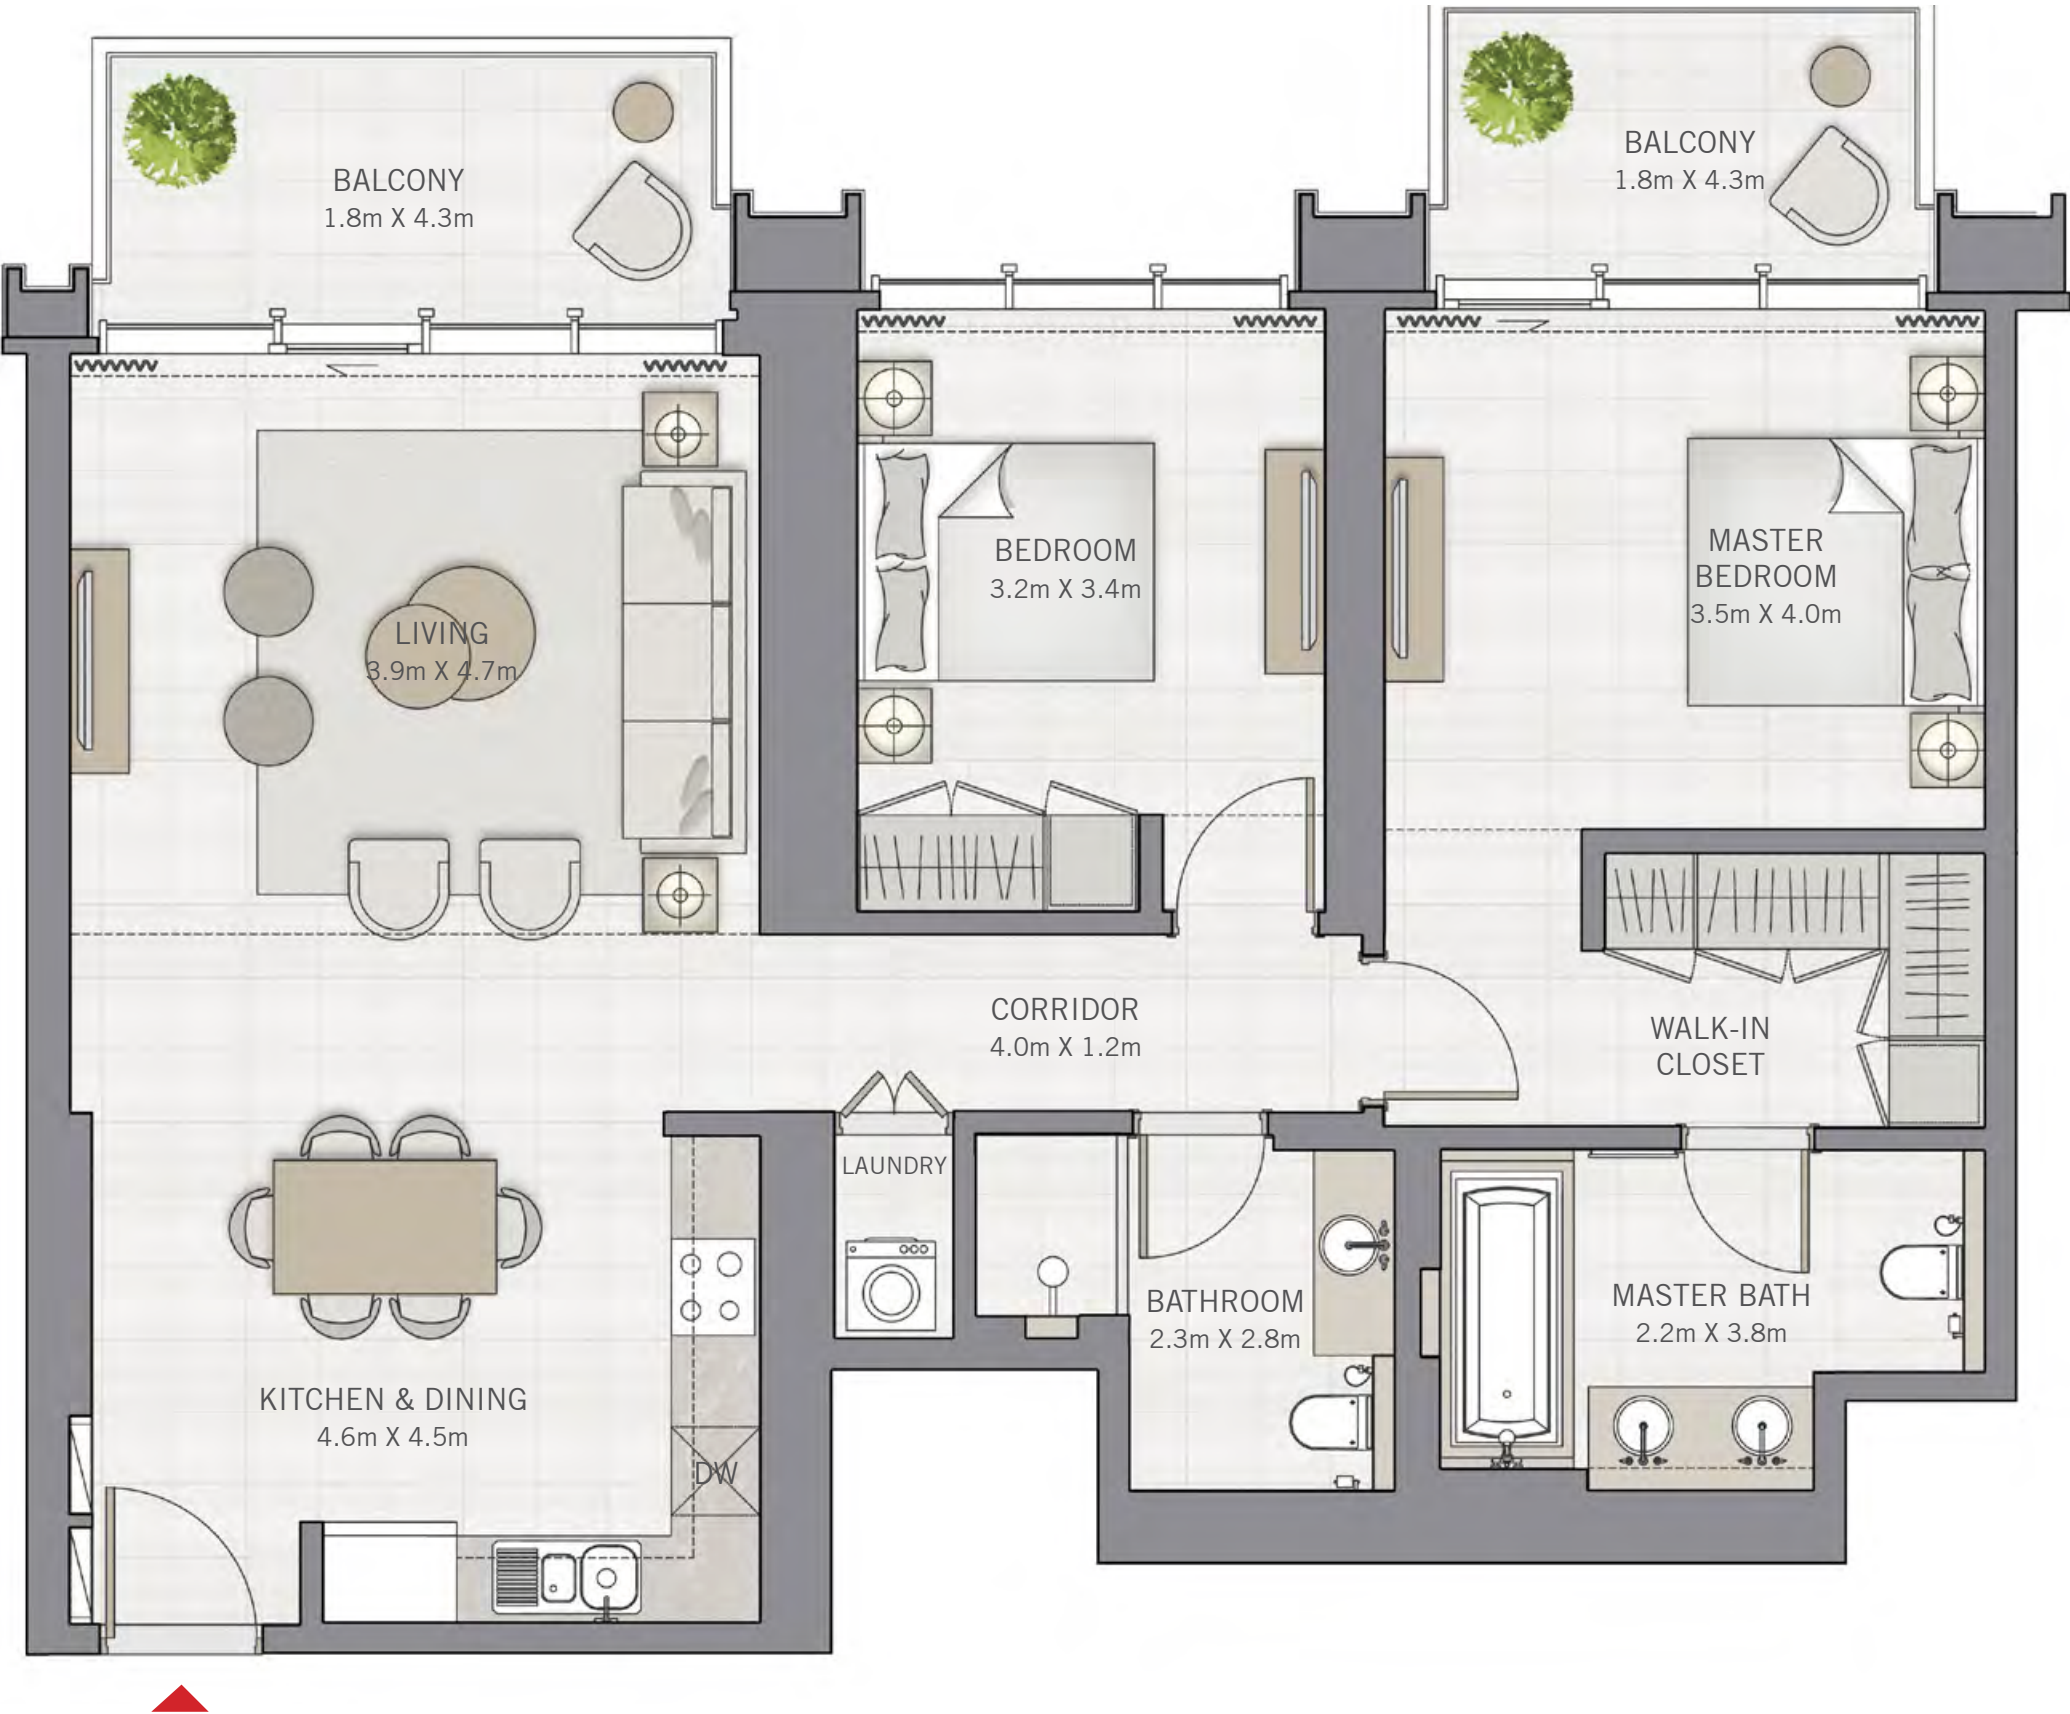 BALCONY
1.8m X 4.3m
BALCONY
1.8m X 4.3m
LIVING
3.9m X 4.7m
BEDROOM
3.2m X 3.4m
MASTER
BEDROOM
3.5m X 4.0m
CORRIDOR
4.0m X 1.2m
WALK-IN
CLOSET
LAUNDRY
KITCHEN & DINING
4.6m X 4.5m
DW
BATHROOM
2.3m X 2.8m
MASTER BATH
2.2m X 3.8m